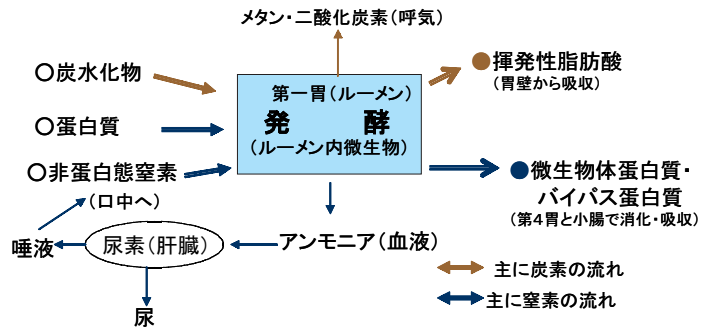 メタン・二酸化炭素（呼気）
○炭水化物
●揮発性脂肪酸
（胃壁から吸収）
第一胃（ルーメン）
発　酵
（ルーメン内微生物）
○蛋白質
○非蛋白態窒素
（口中へ）
●微生物体蛋白質・
バイパス蛋白質
（第４胃と小腸で消化・吸収）
唾液
尿素（肝臓）
アンモニア（血液）
尿
主に炭素の流れ
主に窒素の流れ